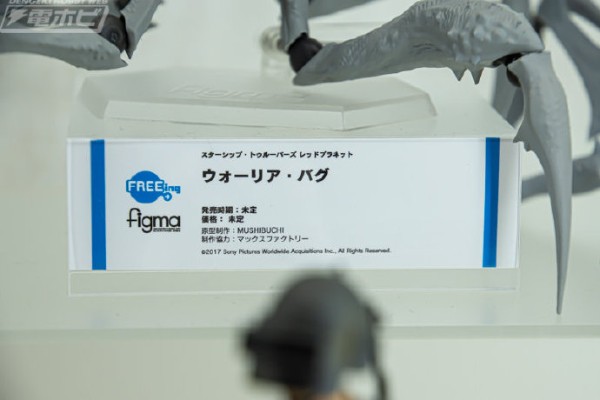 電ホビ
figma
スターシップ・トゥルーパーズ レッドプラネット
ウォーリア・バグ
FREEing
figma
発売時期：未定
価格：未定
原型制作：MUSHIBUCHI
制作協力：マックスファクトリー
©2017 Sony Pictures Worldwide Acquisitions Inc., All Rights Reserved.